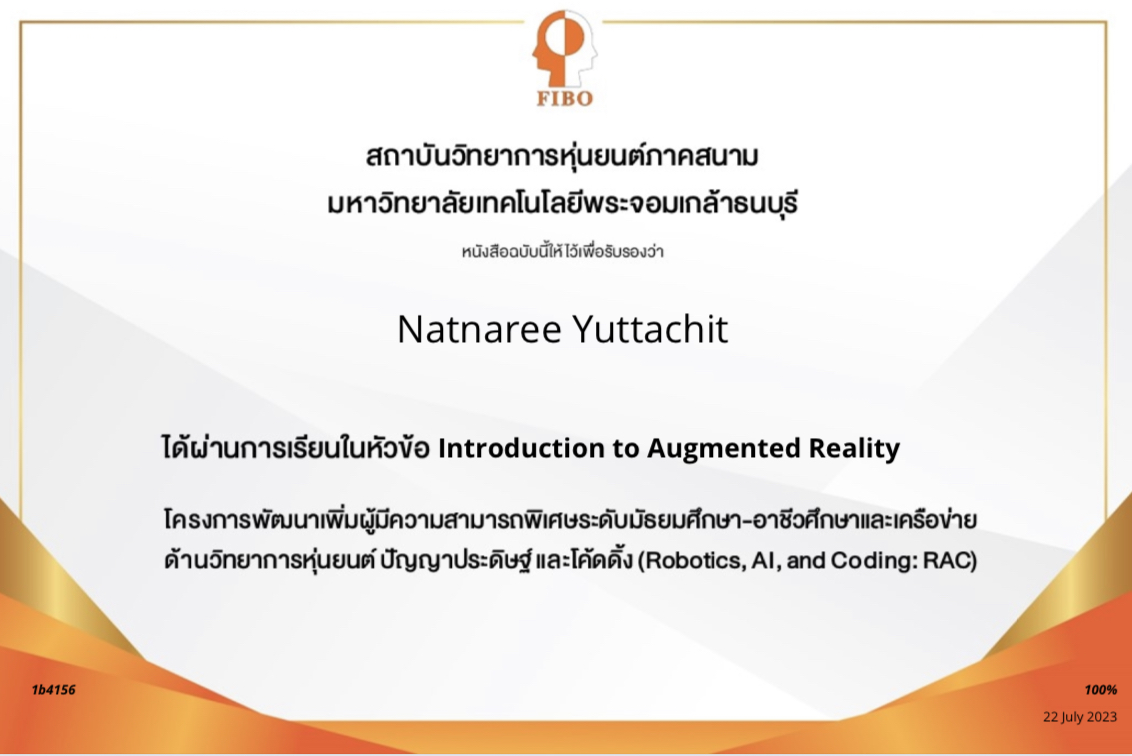 FIBO
สถาบันวิทยาการหุ่นยนต์ภาคสนาม
มหาวิทยาลัยเทคโนโลยีพระจอมเกล้าธนบุรี
หนังสือฉบับนี้ให้ไว้เพื่อรับรองว่า
Natnaree Yuttachit
ได้ผ่านการเรียนในหัวข้อ Introduction to Augmented Reality
โครงการพัฒนาเพิ่มผู้มีความสามารถพิเศษระดับมัธยมศึกษา-อาชีวศึกษาและเครือข่าย
ด้านวิทยาการหุ่นยนต์ ปัญญาประดิษฐ์ และโค้ดดิ้ง (Robotics, AI, and Coding: RAC)
1b4156
100%
22 July 2023